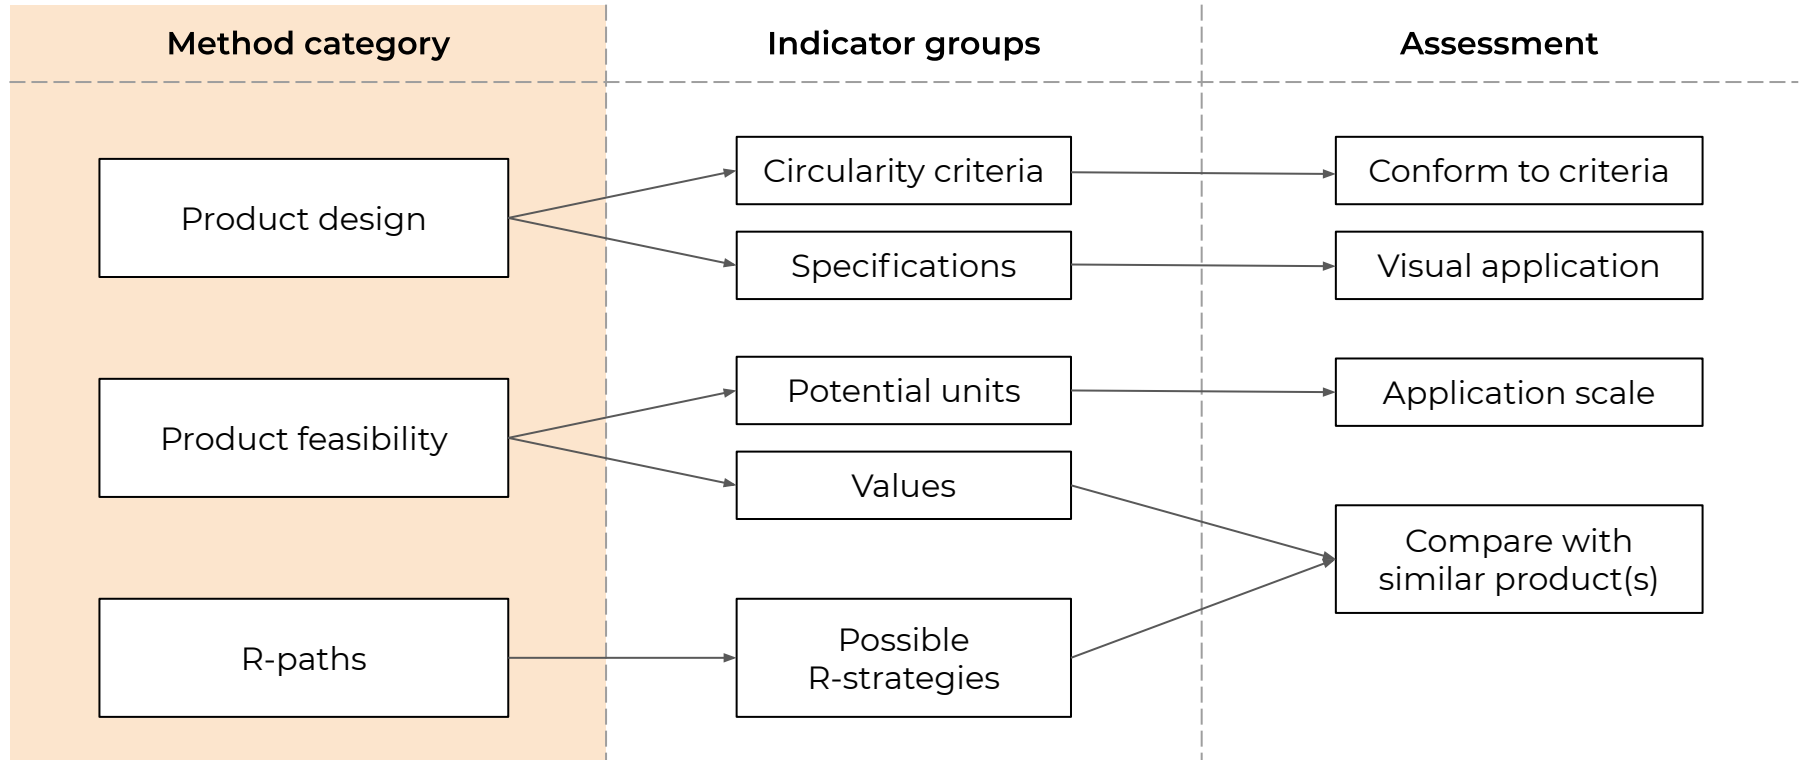 Method category
Indicator groups
Assessment
Product design
Circularity criteria
Conform to criteria
Specifications
Visual application
Product feasibility
Potential units
Application scale
Values
Compare with
similar product(s)
R-paths
Possible
R-strategies